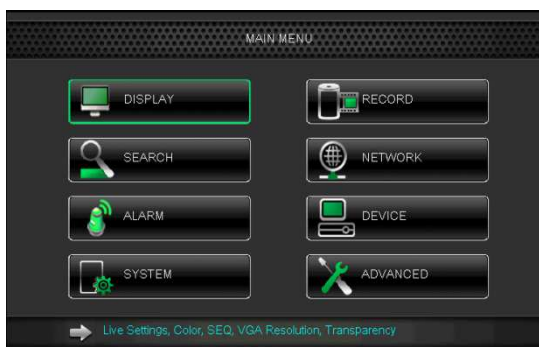 MAIN MENU
DISPLAY
RECORD
SEARCH
NETWORK
ALARM
DEVICE
SYSTEM
ADVANCED
Live Settings, Color, SEQ, VGA Resolution, Transparency